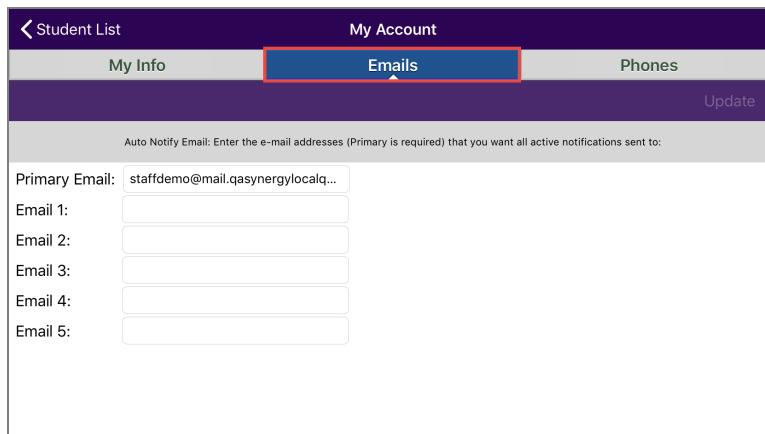 Student List
My Account
My Info
Emails
Phones
Update
Auto Notify Email: Enter the e-mail addresses (Primary is required) that you want all active notifications sent to:
Primary Email: staffdemo@mail.qasynergylocalq...
Email 1:
Email 2:
Email 3:
Email 4:
Email 5: